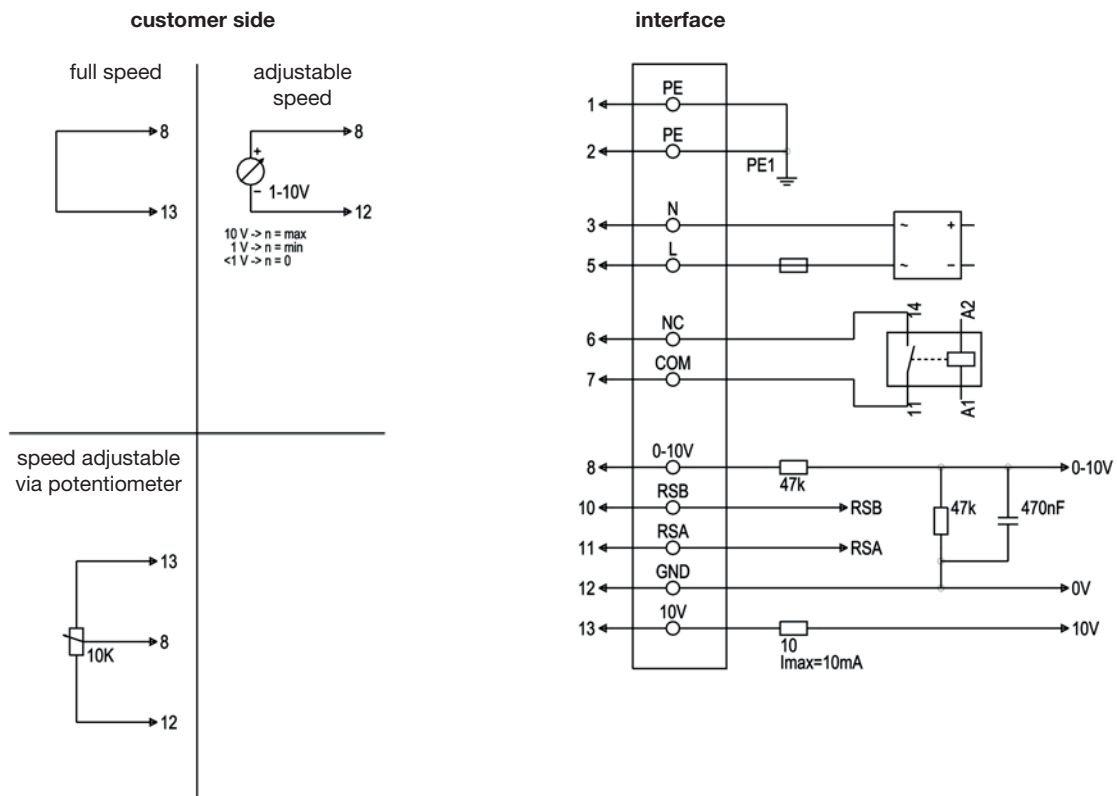 customer side
full speed
8
13
adjustable
speed
8
+
−
1-10V
12
10 V -> n = max
1 V -> n = min
<1 V -> n = 0
speed adjustable
via potentiometer
13
8
10K
12
interface
1
PE
2
PE
PE1
3
N
~
+
5
L
~
−
6
NC
14
A2
7
COM
11
A1
8
0-10V
47k
0-10V
10
RSB
RSB
47k
470nF
11
RSA
RSA
12
GND
0V
13
10V
10
Imax=10mA
10V